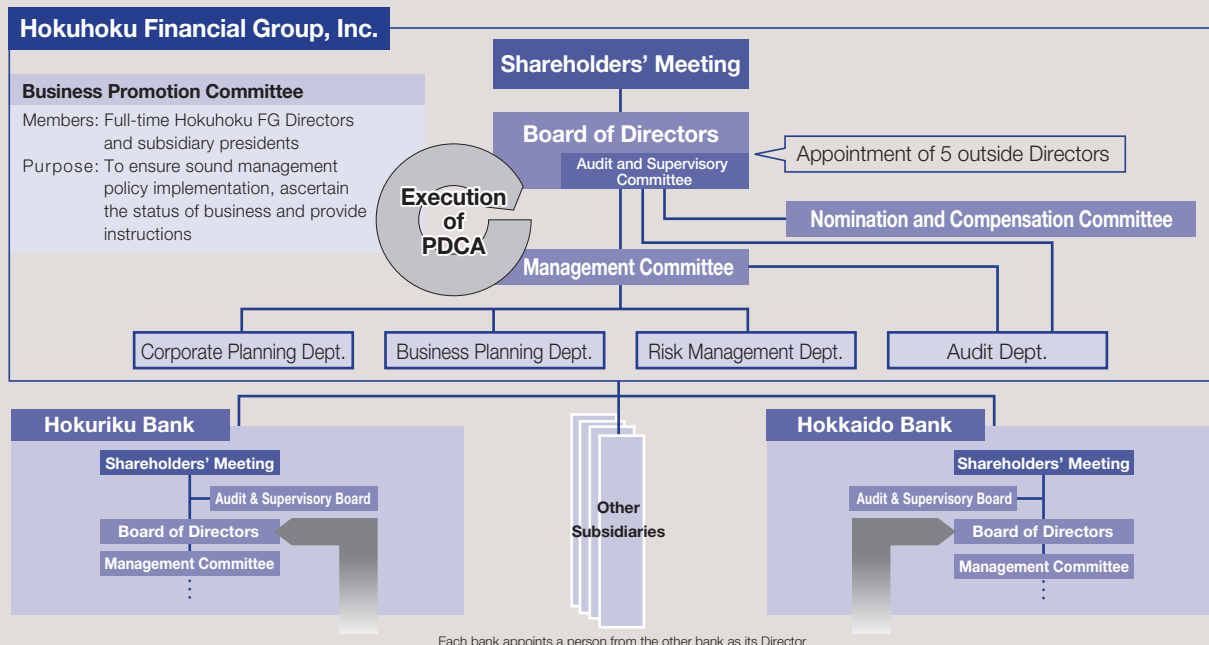 Hokuhoku Financial Group, Inc.
Business Promotion Committee
Members: Full-time Hokuhoku FG Directors
and subsidiary presidents
Purpose: To ensure sound management
policy implementation, ascertain
the status of business and provide
instructions
Shareholders' Meeting
Board of Directors
Audit and Supervisory
Committee
Appointment of 5 outside Directors
Execution
of
PDCA
Nomination and Compensation Committee
Management Committee
Corporate Planning Dept.
Business Planning Dept.
Risk Management Dept.
Audit Dept.
Hokuriku Bank
Shareholders' Meeting
Audit & Supervisory Board
Board of Directors
Management Committee
Other
Subsidiaries
Hokkaido Bank
Shareholders' Meeting
Audit & Supervisory Board
Board of Directors
Management Committee
Each bank appoints a person from the other bank as its Director